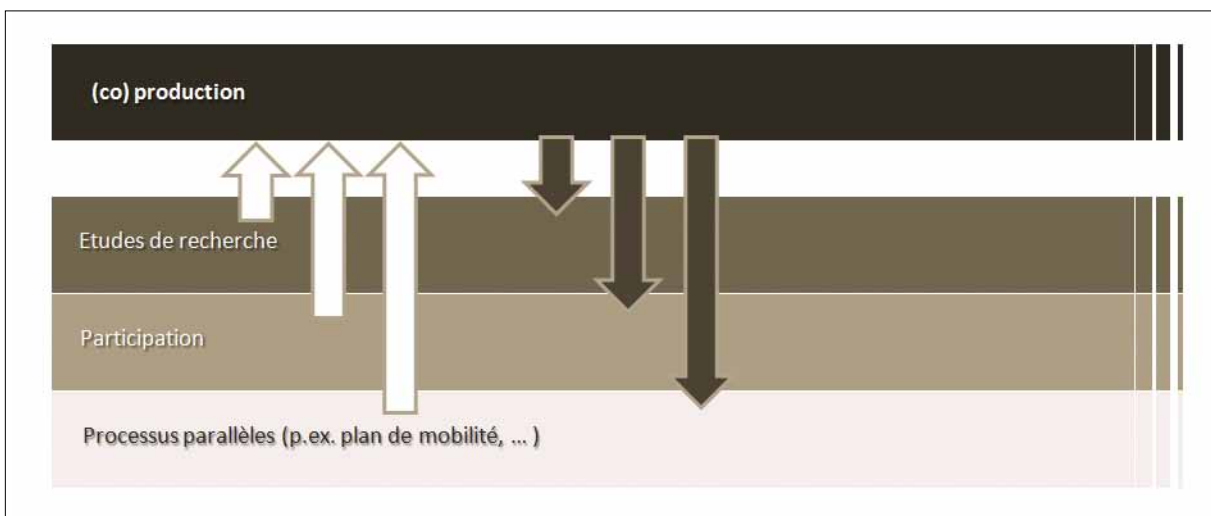 (co) production
Etudes de recherche
Participation
Processus parallèles (p.ex. plan de mobilité, ... )